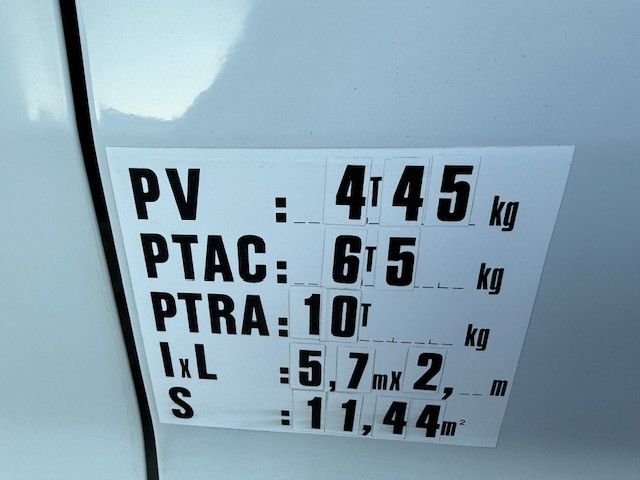 PV : 4T45 kg
PTAC : 6T5 kg
PTRA : 10T kg
IxL : 5,7mx2, m
S : 11,44m²